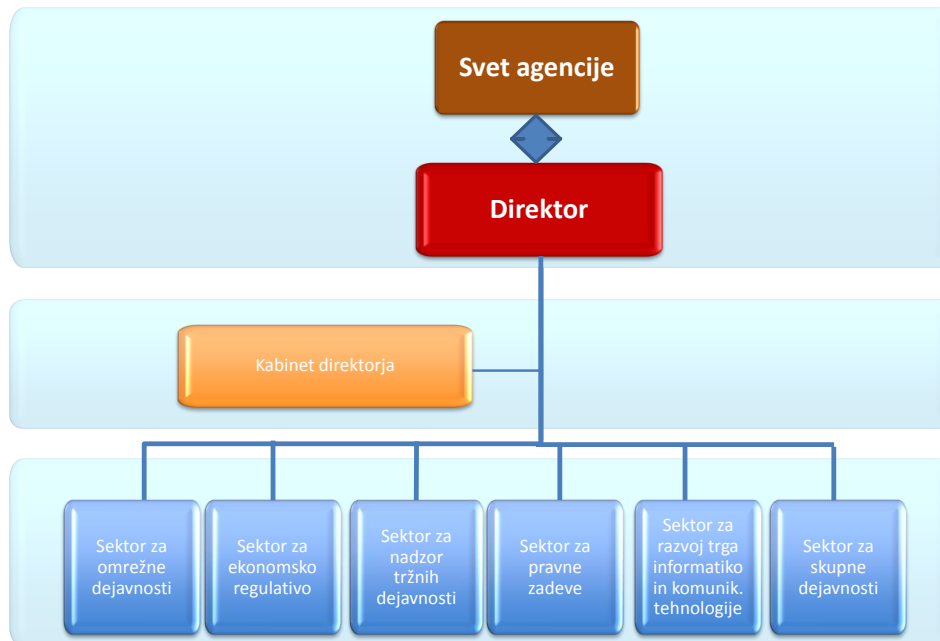 Svet agencije
Direktor
Kabinet direktorja
Sektor za
omrežne
dejavnosti
Sektor za
ekonomsko
regulativo
Sektor za
nadzor
tržnih
dejavnosti
Sektor za
pravne
zadeve
Sektor za
razvoj trga
informatiko
in komunik.
tehnologije
Sektor za
skupne
dejavnosti